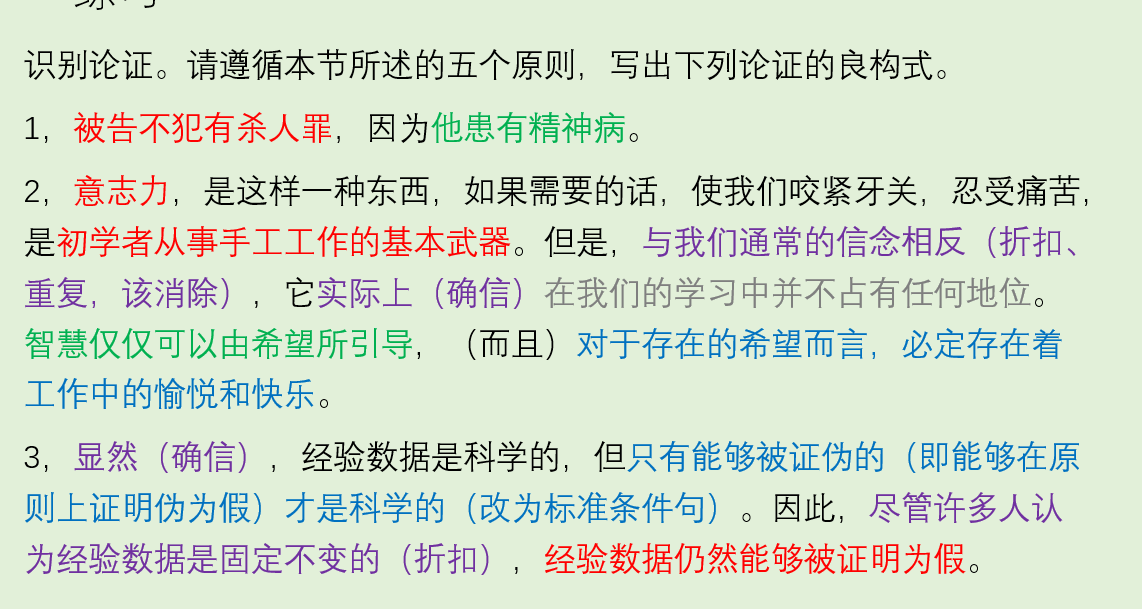 识别论证。请遵循本节所述的五个原则，写出下列论证的良构式。
1，被告不犯有杀人罪，因为他患有精神病。
2，意志力，是这样一种东西，如果需要的话，使我们咬紧牙关，忍受痛苦，
是初学者从事手工工作的基本武器。但是，与我们通常的信念相反（折扣、
重复，该消除），它实际上（确信）在我们的学习中并不占有任何地位。
智慧仅仅可以由希望所引导，（而且）对于存在的希望而言，必定存在着
工作中的愉悦和快乐。
3，显然（确信），经验数据是科学的，但只有能够被证伪的（即能够在原
则上证明伪为假）才是科学的（改为标准条件句）。因此，尽管许多人认
为经验数据是固定不变的（折扣），经验数据仍然能够被证明为假。